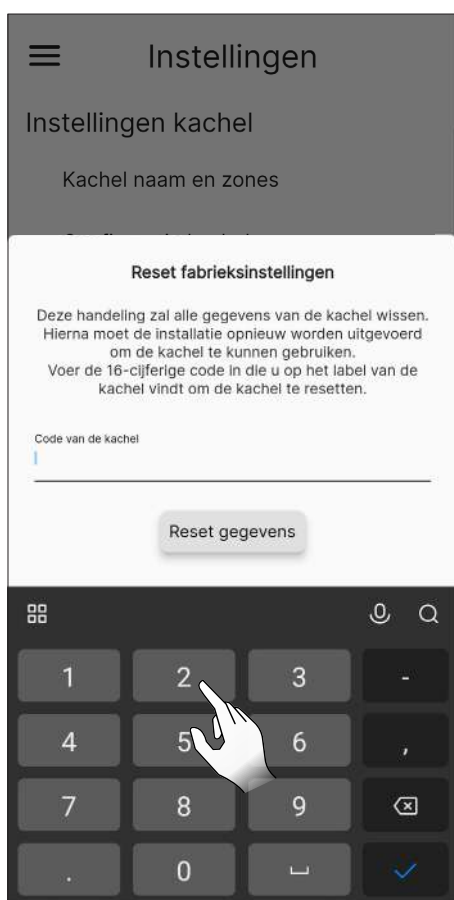 Instellingen
Instellingen kachel
Kachel naam en zones
Reset fabrieksinstellingen
Deze handeling zal alle gegevens van de kachel wissen.
Hierna moet de installatie opnieuw worden uitgevoerd
om de kachel te kunnen gebruiken.
Voer de 16-cijferige code in die u op het label van de
kachel vindt om de kachel te resetten.
Code van de kachel
Reset gegevens
1 2 3 -
4 5 6 ,
7 8 9
. 0